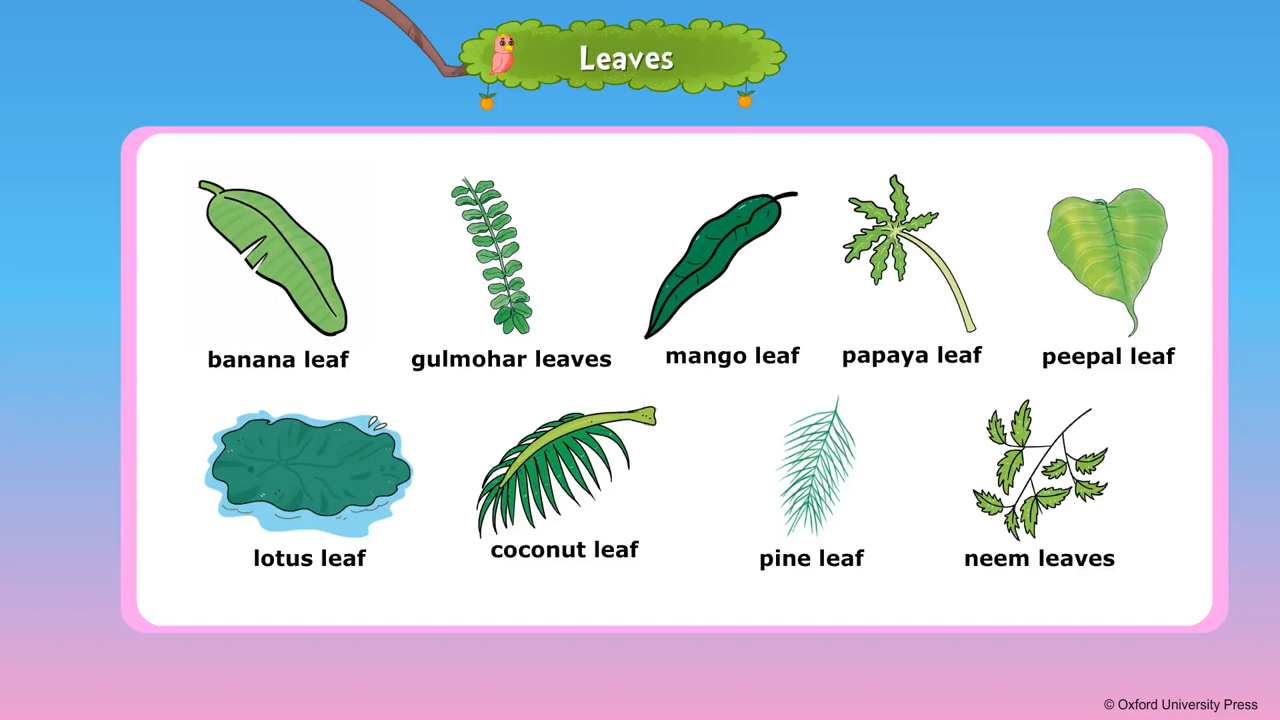 Leaves
banana leaf
gulmohar leaves
mango leaf
papaya leaf
peepal leaf
lotus leaf
coconut leaf
pine leaf
neem leaves
© Oxford University Press